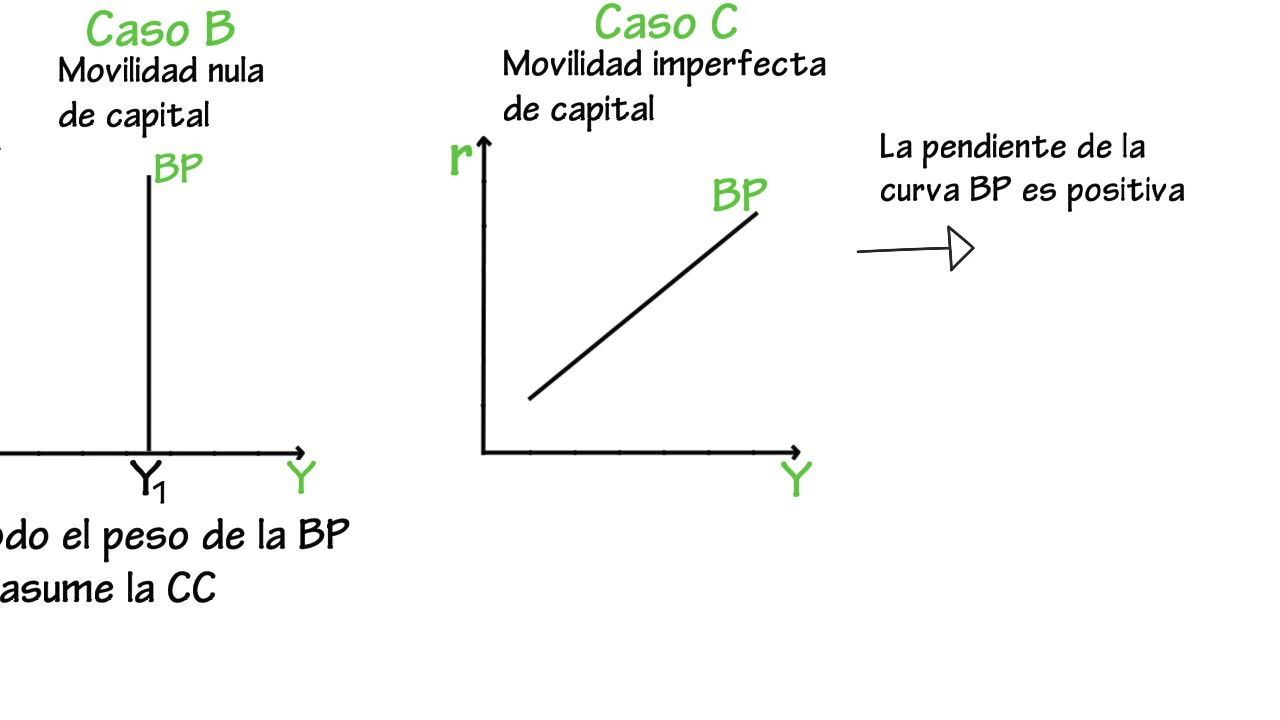 Caso B
Movilidad nula
de capital
BP
Y1
Y
odo el peso de la BP
asume la CC
Caso C
Movilidad imperfecta
de capital
r
BP
Y
La pendiente de la
curva BP es positiva